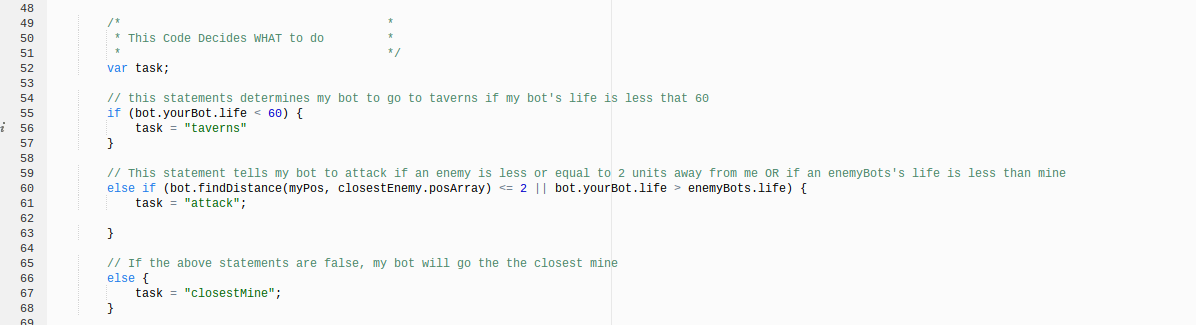 48
49 /* *
50 * This Code Decides WHAT to do *
51 * */
52 var task;
53
54 // this statements determines my bot to go to taverns if my bot's life is less that 60
55 if (bot.yourBot.life < 60) {
i 56 task = "taverns"
57 }
58
59 // This statement tells my bot to attack if an enemy is less or equal to 2 units away from me OR if an enemyBots's life is less than mine
60 else if (bot.findDistance(myPos, closestEnemy.posArray) <= 2 || bot.yourBot.life > enemyBots.life) {
61 task = "attack";
62
63 }
64
65 // If the above statements are false, my bot will go the the closest mine
66 else {
67 task = "closestMine";
68 }
69